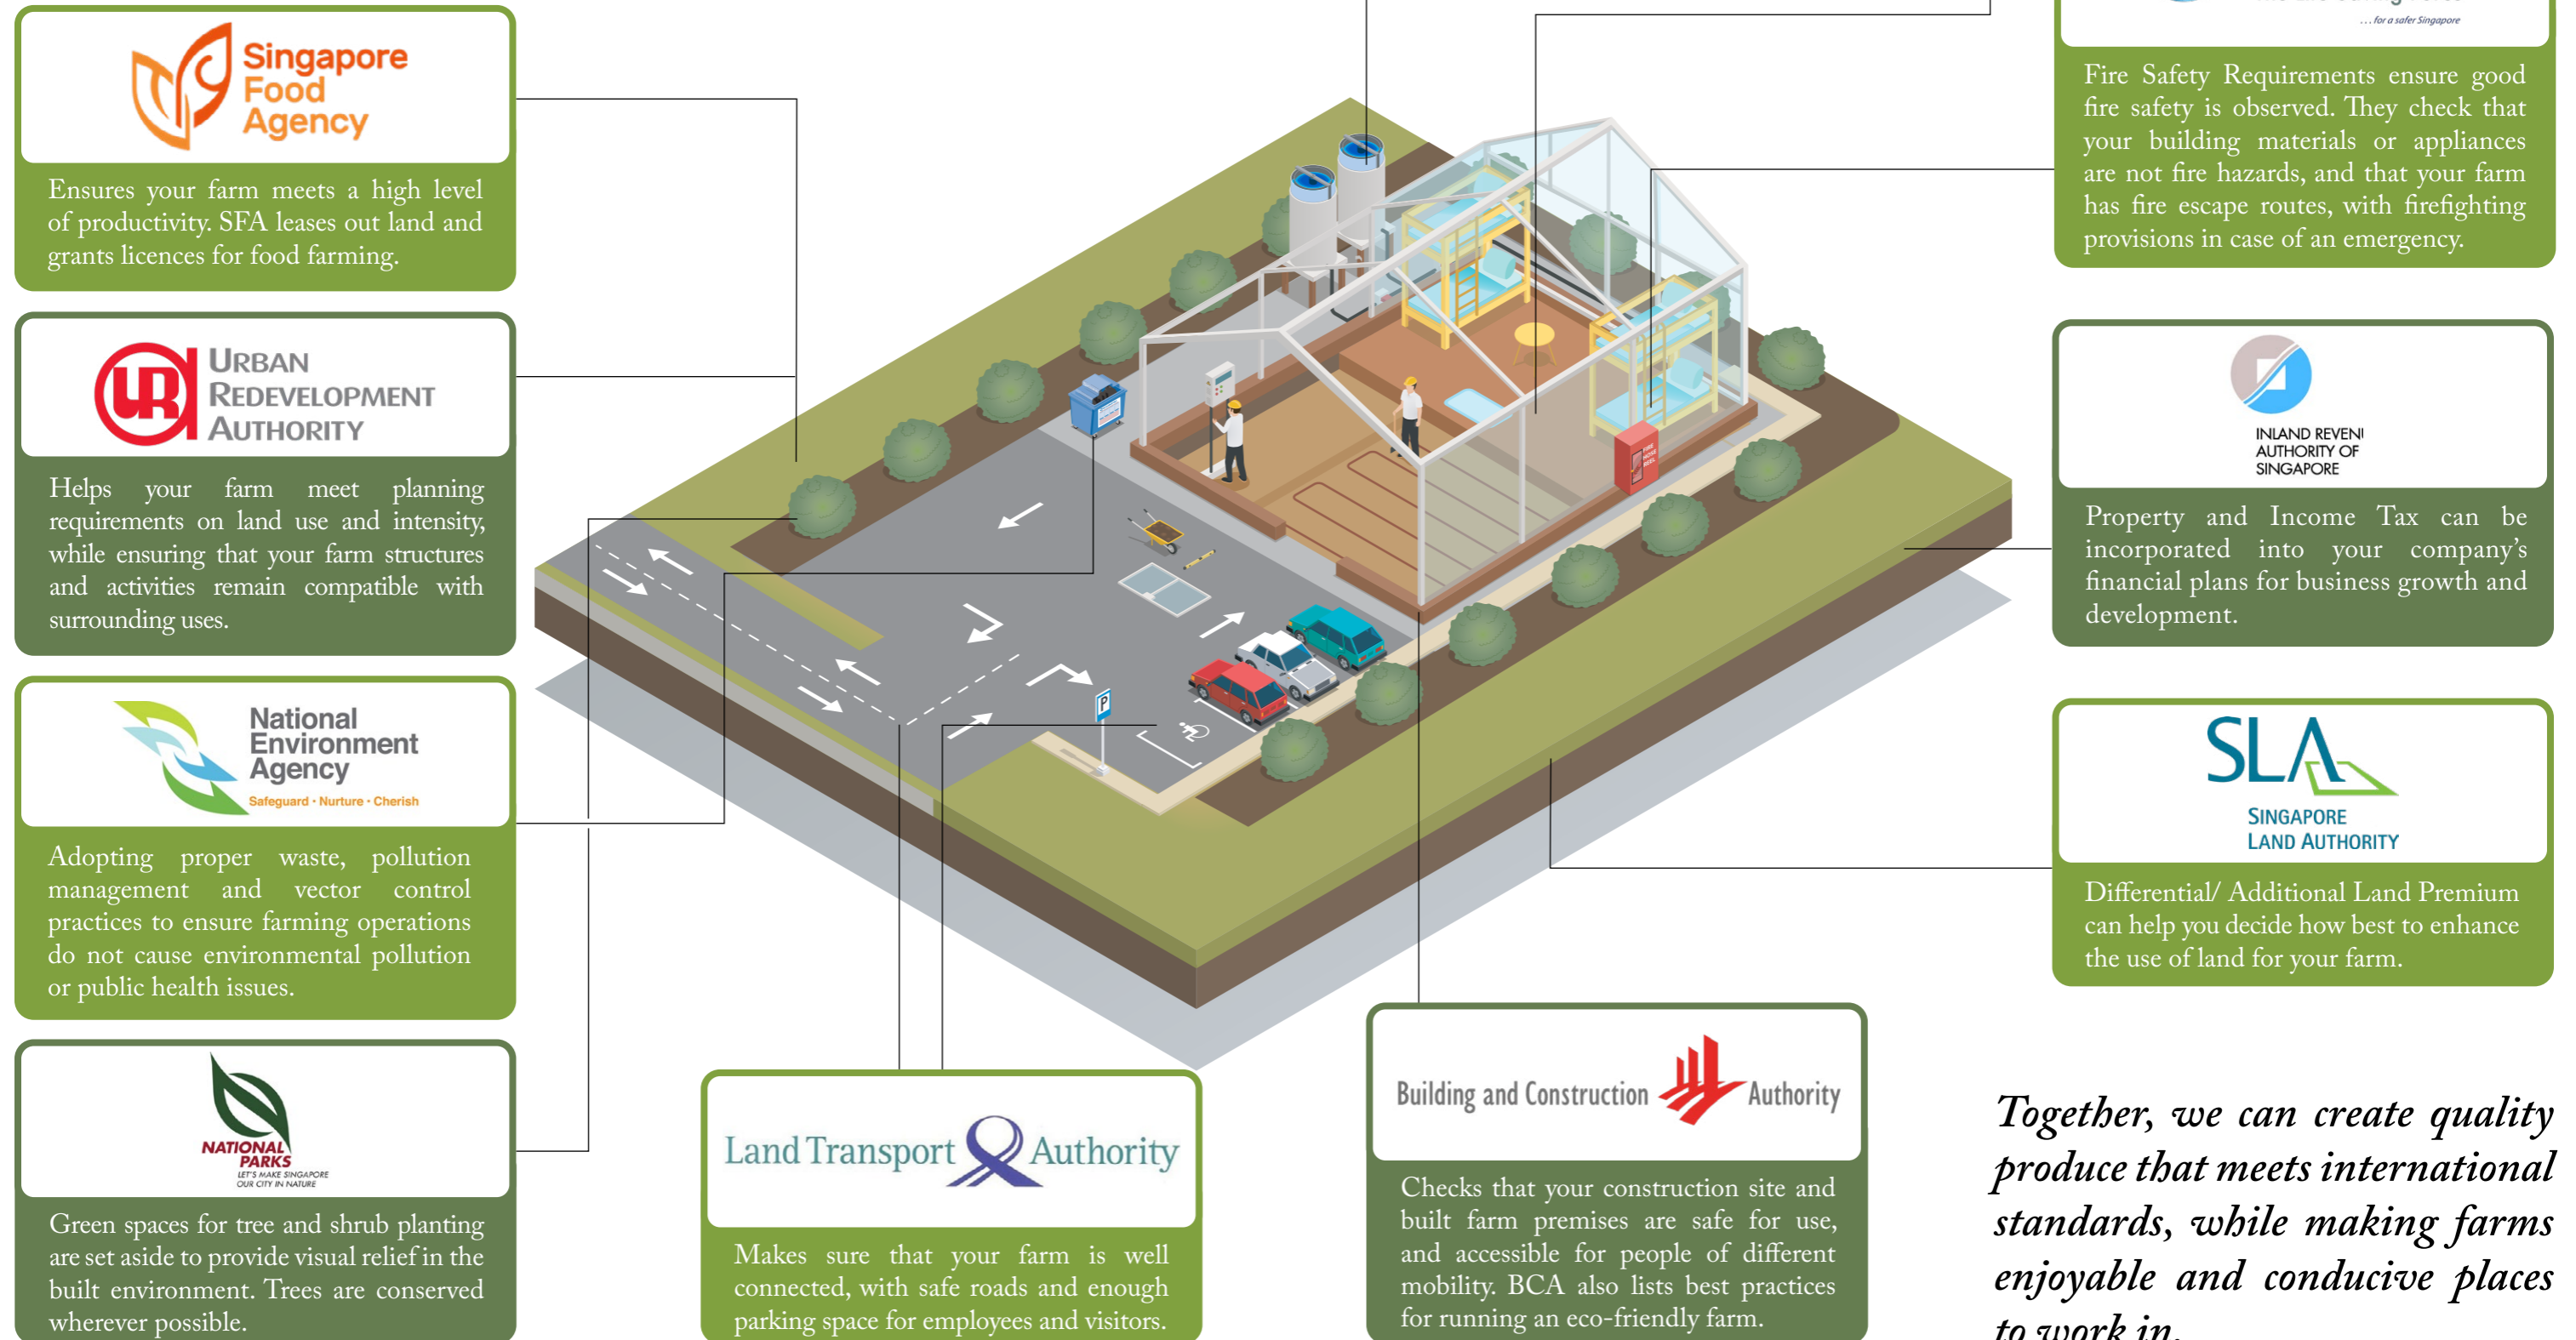 Singapore
Food
Agency
Ensures your farm meets a high level
of productivity. SFA leases out land and
grants licences for food farming.
URBAN
REDEVELOPMENT
AUTHORITY
Helps your farm meet planning
requirements on land use and intensity,
while ensuring that your farm structures
and activities remain compatible with
surrounding uses.
National
Environment
Agency
Safeguard · Nurture · Cherish
Adopting proper waste, pollution
management and vector control
practices to ensure farming operations
do not cause environmental pollution
or public health issues.
NATIONAL
PARKS
LET'S MAKE SINGAPORE
OUR CITY IN NATURE
Green spaces for tree and shrub planting
are set aside to provide visual relief in the
built environment. Trees are conserved
wherever possible.
P
FIRE
HOSE
REEL
Land Transport Authority
Makes sure that your farm is well
connected, with safe roads and enough
parking space for employees and visitors.
Building and Construction Authority
Checks that your construction site and
built farm premises are safe for use,
and accessible for people of different
mobility. BCA also lists best practices
for running an eco-friendly farm.
...for a safer Singapore
Fire Safety Requirements ensure good
fire safety is observed. They check that
your building materials or appliances
are not fire hazards, and that your farm
has fire escape routes, with firefighting
provisions in case of an emergency.
INLAND REVENU
AUTHORITY OF
SINGAPORE
Property and Income Tax can be
incorporated into your company's
financial plans for business growth and
development.
SLA
SINGAPORE
LAND AUTHORITY
Differential/ Additional Land Premium
can help you decide how best to enhance
the use of land for your farm.
Together, we can create quality
produce that meets international
standards, while making farms
enjoyable and conducive places
to work in.